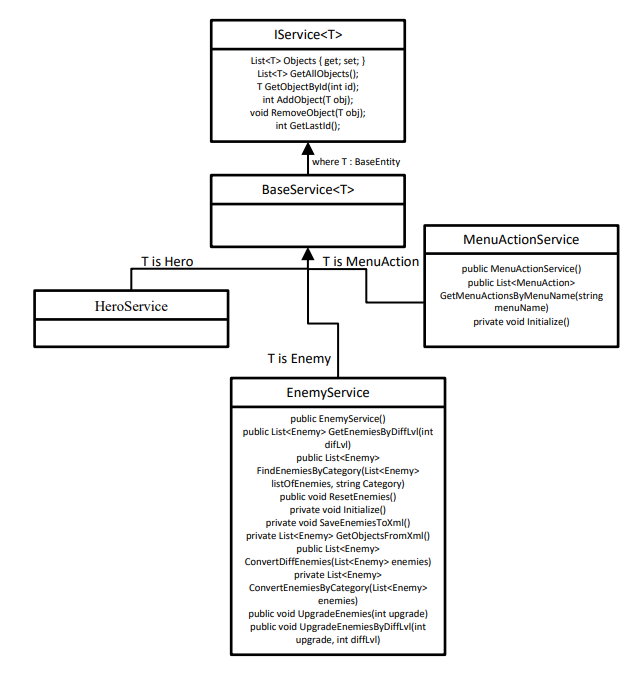 IService<T>
List<T> Objects { get; set; }
List<T> GetAllObjects();
T GetObjectById(int id);
int AddObject(T obj);
void RemoveObject(T obj);
int GetLastId();
where T : BaseEntity
BaseService<T>
T is Hero
T is MenuAction
MenuActionService
public MenuActionService()
public List<MenuAction>
GetMenuActionsByMenuName(string
menuName)
private void Initialize()
HeroService
T is Enemy
EnemyService
public EnemyService()
public List<Enemy> GetEnemiesByDiffLvl(int
difLvl)
public List<Enemy>
FindEnemiesByCategory(List<Enemy>
listOfEnemies, string Category)
public void ResetEnemies()
private void Initialize()
private void SaveEnemiesToXml()
private List<Enemy> GetObjectsFromXml()
public List<Enemy>
ConvertDiffEnemies(List<Enemy> enemies)
private List<Enemy>
ConvertEnemiesByCategory(List<Enemy>
enemies)
public void UpgradeEnemies(int upgrade)
public void UpgradeEnemiesByDiffLvl(int
upgrade, int diffLvl)